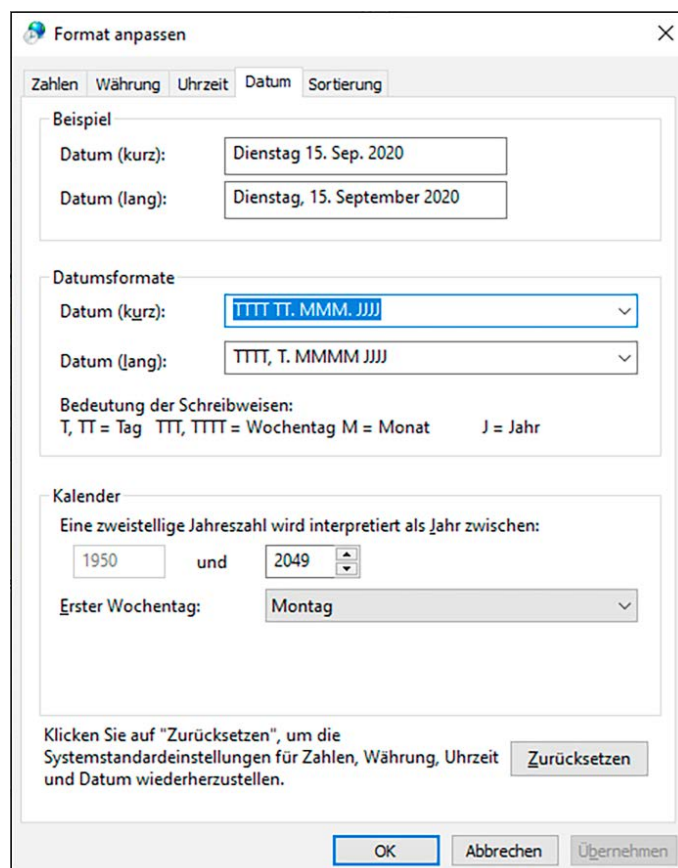 Format anpassen
Zahlen Währung Uhrzeit Datum Sortierung
Beispiel
Datum (kurz): Dienstag 15. Sep. 2020
Datum (lang): Dienstag, 15. September 2020
Datumsformate
Datum (kurz): TTTT TT. MMM. JJJJ
Datum (lang): TTTT, T. MMMM JJJJ
Bedeutung der Schreibweisen:
T, TT = Tag TTT, TTTT = Wochentag M = Monat J = Jahr
Kalender
Eine zweistellige Jahreszahl wird interpretiert als Jahr zwischen:
1950 und 2049
Erster Wochentag: Montag
Klicken Sie auf "Zurücksetzen", um die
Systemstandardeinstellungen für Zahlen, Währung, Uhrzeit
und Datum wiederherzustellen.
Zurücksetzen
OK Abbrechen Übernehmen